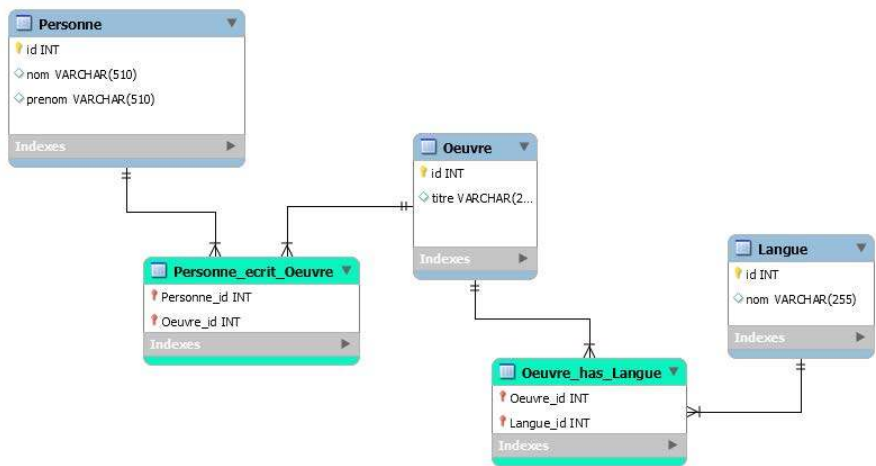 Personne
id INT
nom VARCHAR(510)
prenom VARCHAR(510)
Indexes
Oeuvre
id INT
titre VARCHAR(2...
Indexes
Langue
id INT
nom VARCHAR(255)
Indexes
Personne_ecrit_Oeuvre
Personne_id INT
Oeuvre_id INT
Indexes
Oeuvre_has_Langue
Oeuvre_id INT
Langue_id INT
Indexes